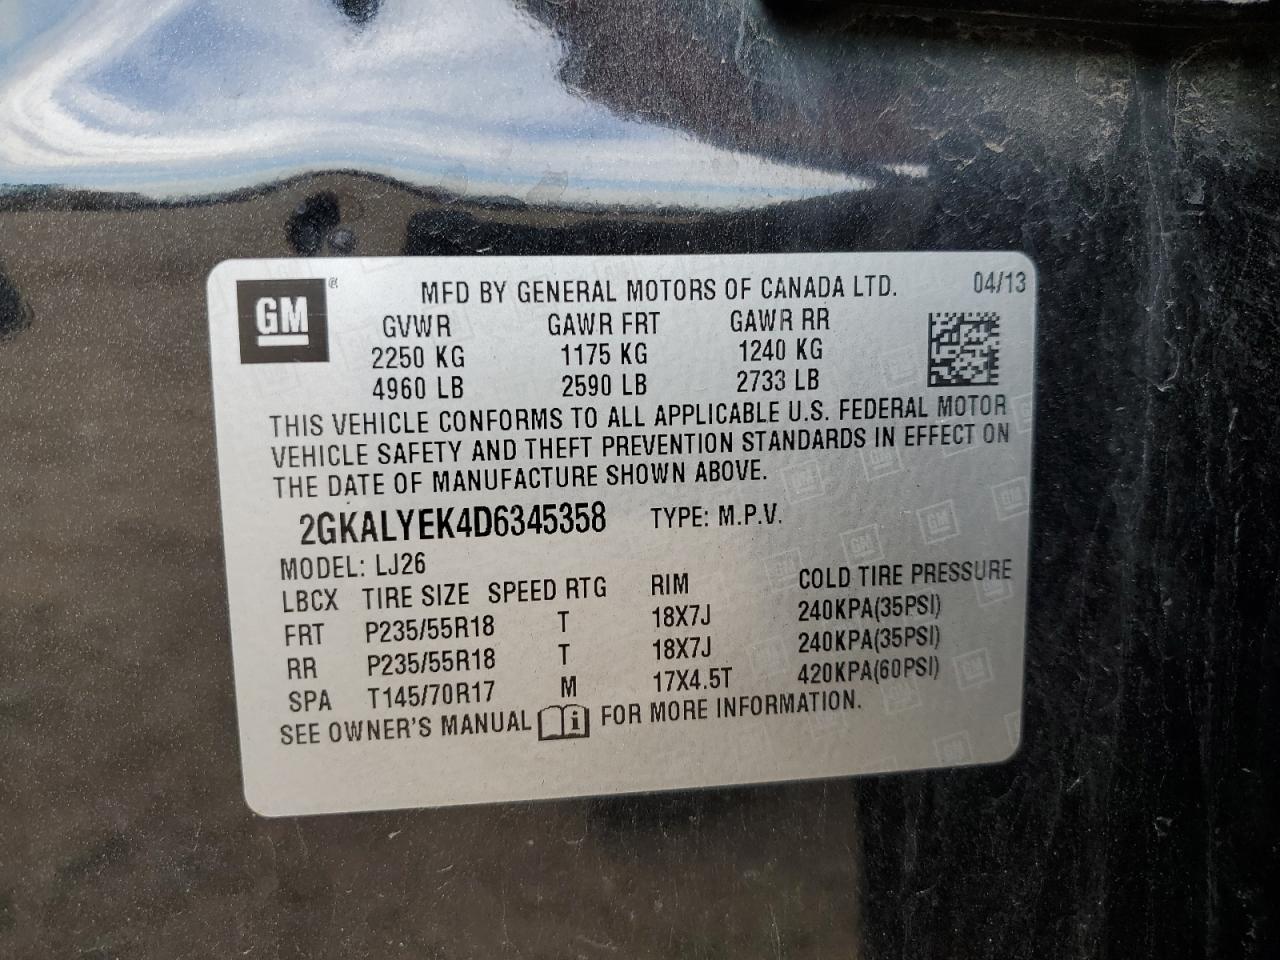 GM® MFD BY GENERAL MOTORS OF CANADA LTD. 04/13
GVWR GAWR FRT GAWR RR
2250 KG 1175 KG 1240 KG
4960 LB 2590 LB 2733 LB
THIS VEHICLE CONFORMS TO ALL APPLICABLE U.S. FEDERAL MOTOR
VEHICLE SAFETY AND THEFT PREVENTION STANDARDS IN EFFECT ON
THE DATE OF MANUFACTURE SHOWN ABOVE.
2GKALYEK4D6345358 TYPE: M.P.V.
MODEL: LJ26
LBCX TIRE SIZE SPEED RTG RIM COLD TIRE PRESSURE
FRT P235/55R18 T 18X7J 240KPA(35PSI)
RR P235/55R18 T 18X7J 240KPA(35PSI)
SPA T145/70R17 M 17X4.5T 420KPA(60PSI)
SEE OWNER'S MANUAL i FOR MORE INFORMATION.